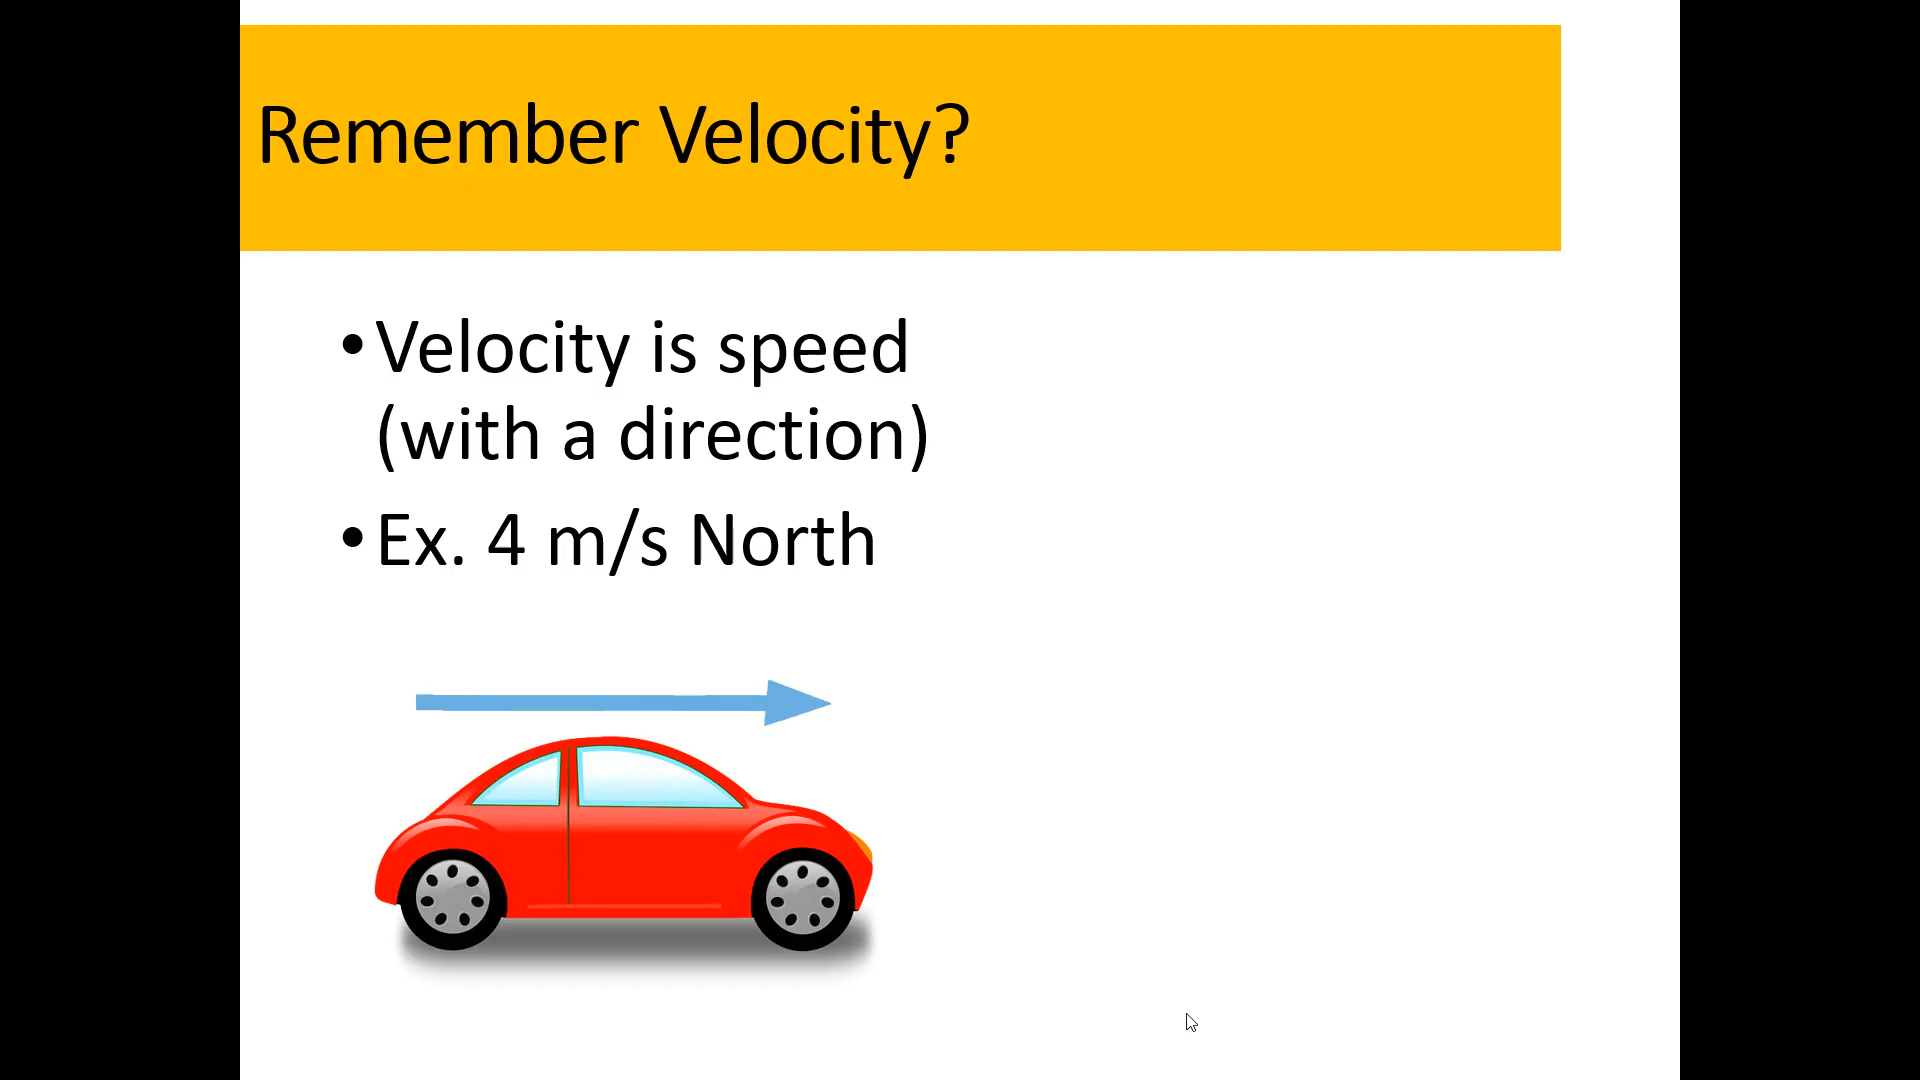 Remember Velocity?
• Velocity is speed
(with a direction)
• Ex. 4 m/s North